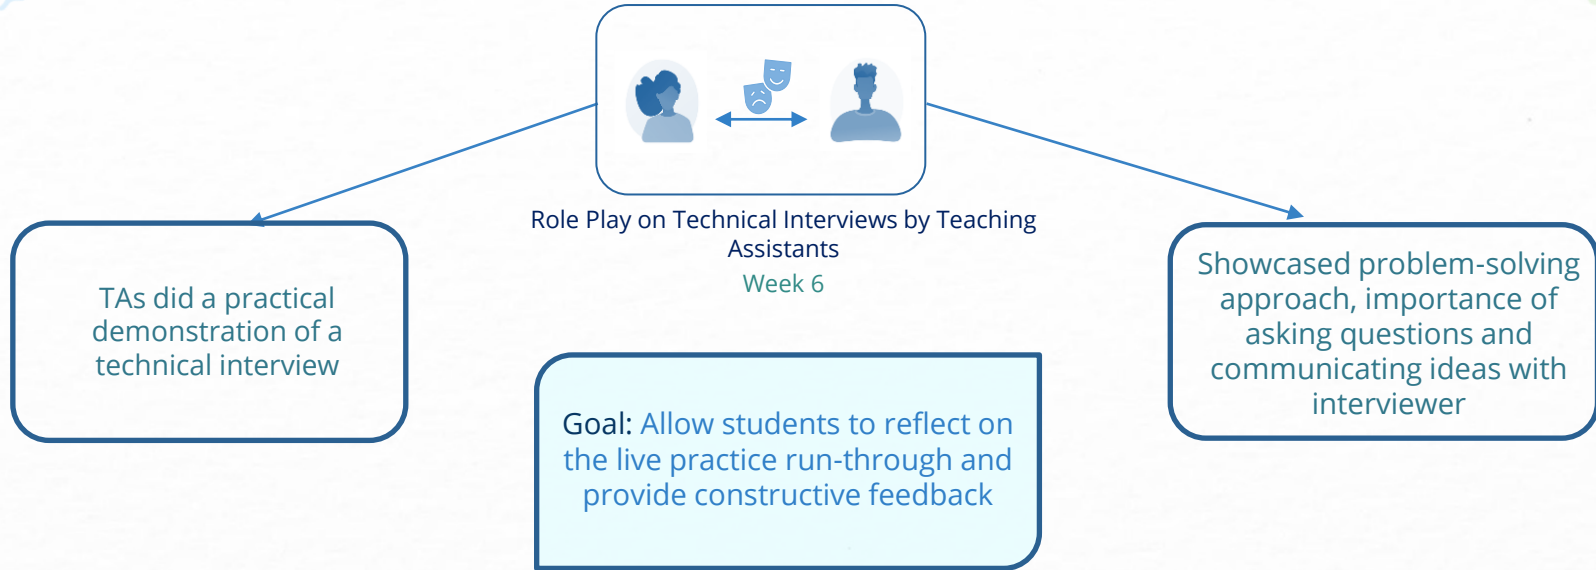 Role Play on Technical Interviews by Teaching
Assistants
Week 6
TAs did a practical
demonstration of a
technical interview
Showcased problem-solving
approach, importance of
asking questions and
communicating ideas with
interviewer
Goal: Allow students to reflect on
the live practice run-through and
provide constructive feedback